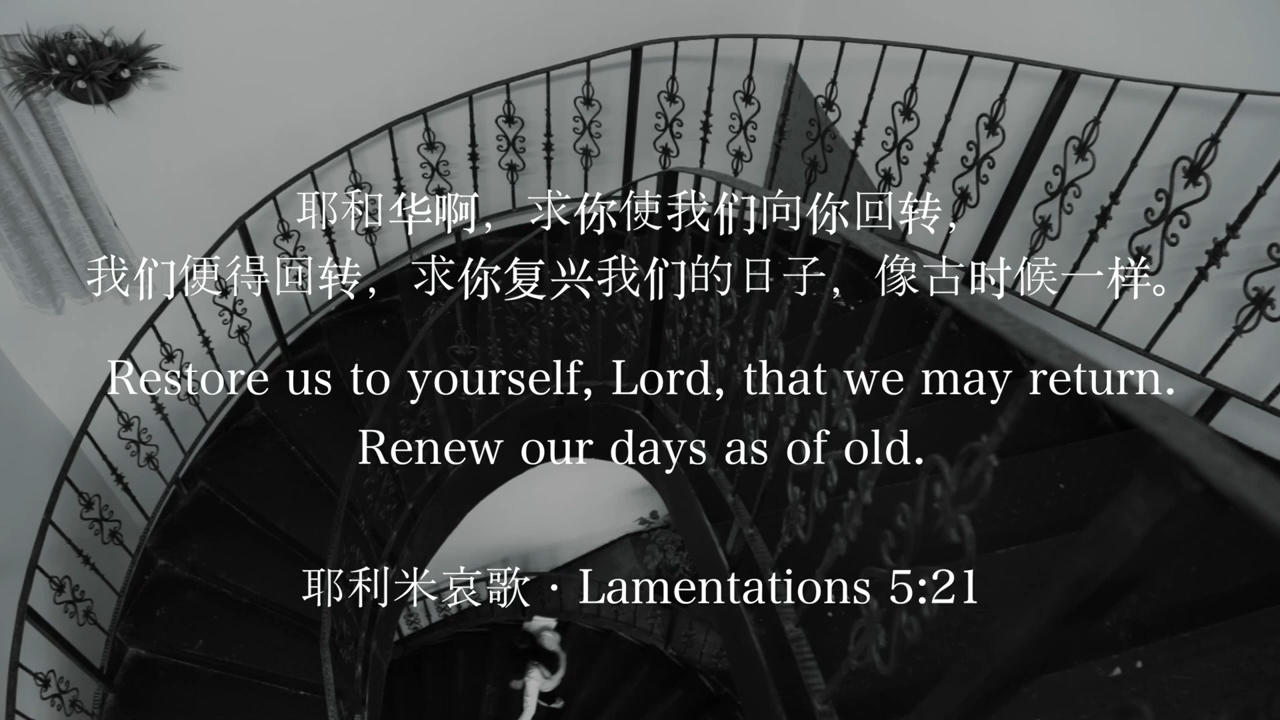 耶和华啊，求你使我们向你回转，
我们便得回转，求你复兴我们的日子，像古时候一样。
Restore us to yourself, Lord, that we may return.
Renew our days as of old.
耶利米哀歌 · Lamentations 5:21